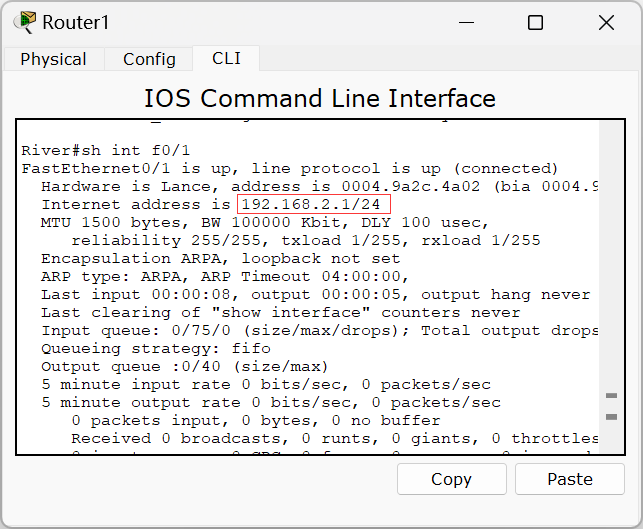 Router1
Physical Config CLI
IOS Command Line Interface
River#sh int f0/1
FastEthernet0/1 is up, line protocol is up (connected)
Hardware is Lance, address is 0004.9a2c.4a02 (bia 0004.9
Internet address is 192.168.2.1/24
MTU 1500 bytes, BW 100000 Kbit, DLY 100 usec,
reliability 255/255, txload 1/255, rxload 1/255
Encapsulation ARPA, loopback not set
ARP type: ARPA, ARP Timeout 04:00:00,
Last input 00:00:08, output 00:00:05, output hang never
Last clearing of "show interface" counters never
Input queue: 0/75/0 (size/max/drops); Total output drops
Queueing strategy: fifo
Output queue :0/40 (size/max)
5 minute input rate 0 bits/sec, 0 packets/sec
5 minute output rate 0 bits/sec, 0 packets/sec
0 packets input, 0 bytes, 0 no buffer
Received 0 broadcasts, 0 runts, 0 giants, 0 throttles
Copy Paste